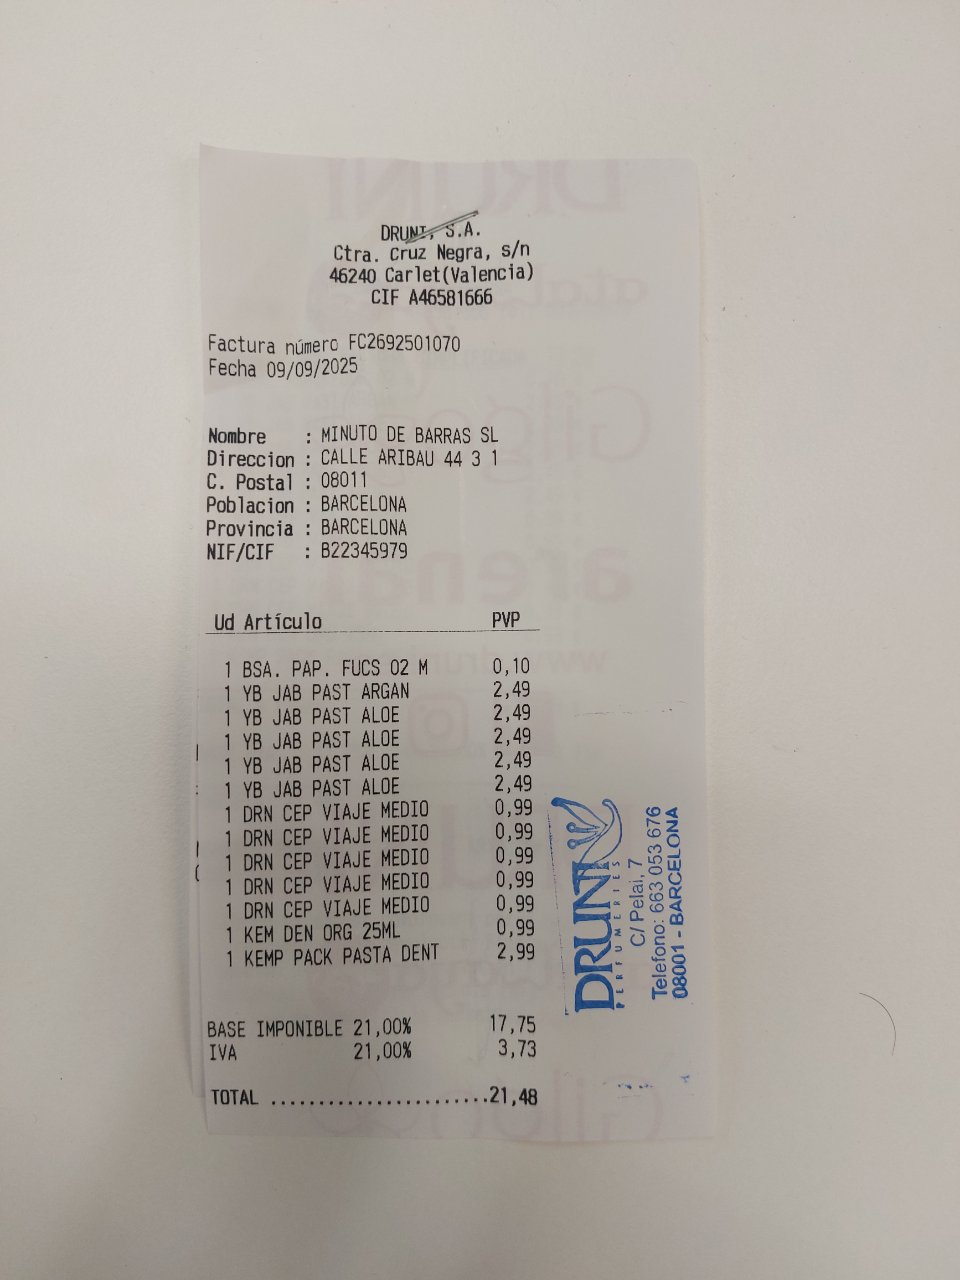 DRUNI, S.A.
Ctra. Cruz Negra, s/n
46240 Carlet(Valencia)
CIF A46581666
Factura número FC2692501070
Fecha 09/09/2025
Nombre : MINUTO DE BARRAS SL
Direccion : CALLE ARIBAU 44 3 1
C. Postal : 08011
Poblacion : BARCELONA
Provincia : BARCELONA
NIF/CIF : B22345979
Ud Artículo PVP
1 BSA. PAP. FUCS 02 M 0,10
1 YB JAB PAST ARGAN 2,49
1 YB JAB PAST ALOE 2,49
1 YB JAB PAST ALOE 2,49
1 YB JAB PAST ALOE 2,49
1 YB JAB PAST ALOE 2,49
1 DRN CEP VIAJE MEDIO 0,99
1 DRN CEP VIAJE MEDIO 0,99
1 DRN CEP VIAJE MEDIO 0,99
1 DRN CEP VIAJE MEDIO 0,99
1 DRN CEP VIAJE MEDIO 0,99
1 KEM DEN ORG 25ML 0,99
1 KEMP PACK PASTA DENT 2,99
BASE IMPONIBLE 21,00% 17,75
IVA 21,00% 3,73
TOTAL .......................21,48
DRUNI
PERFUMERIES
C/ Pelai, 7
Telefono: 663 053 676
08001 - BARCELONA